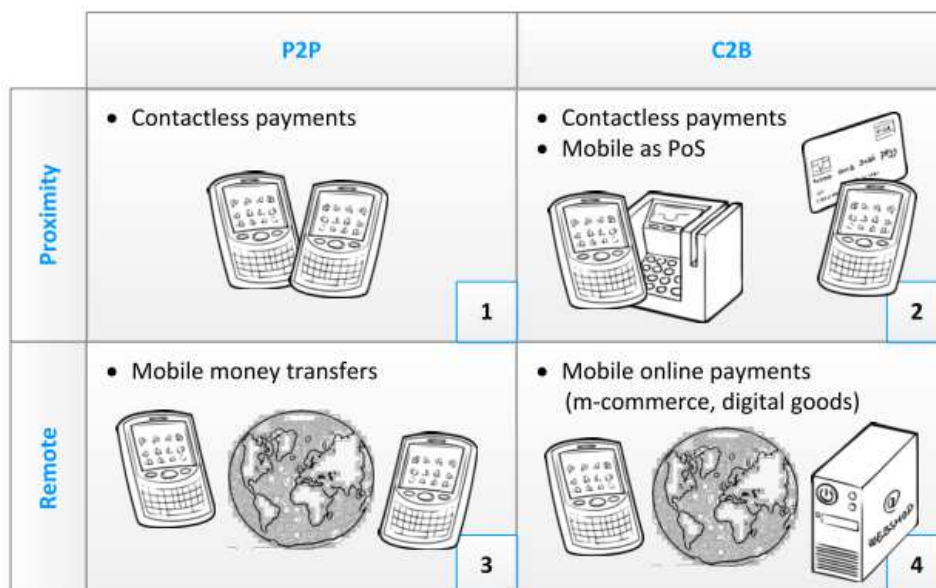 P2P
C2B
Proximity
• Contactless payments
1
• Contactless payments
• Mobile as PoS
2
Remote
• Mobile money transfers
3
• Mobile online payments
(m-commerce, digital goods)
@
WEBSHOP
4